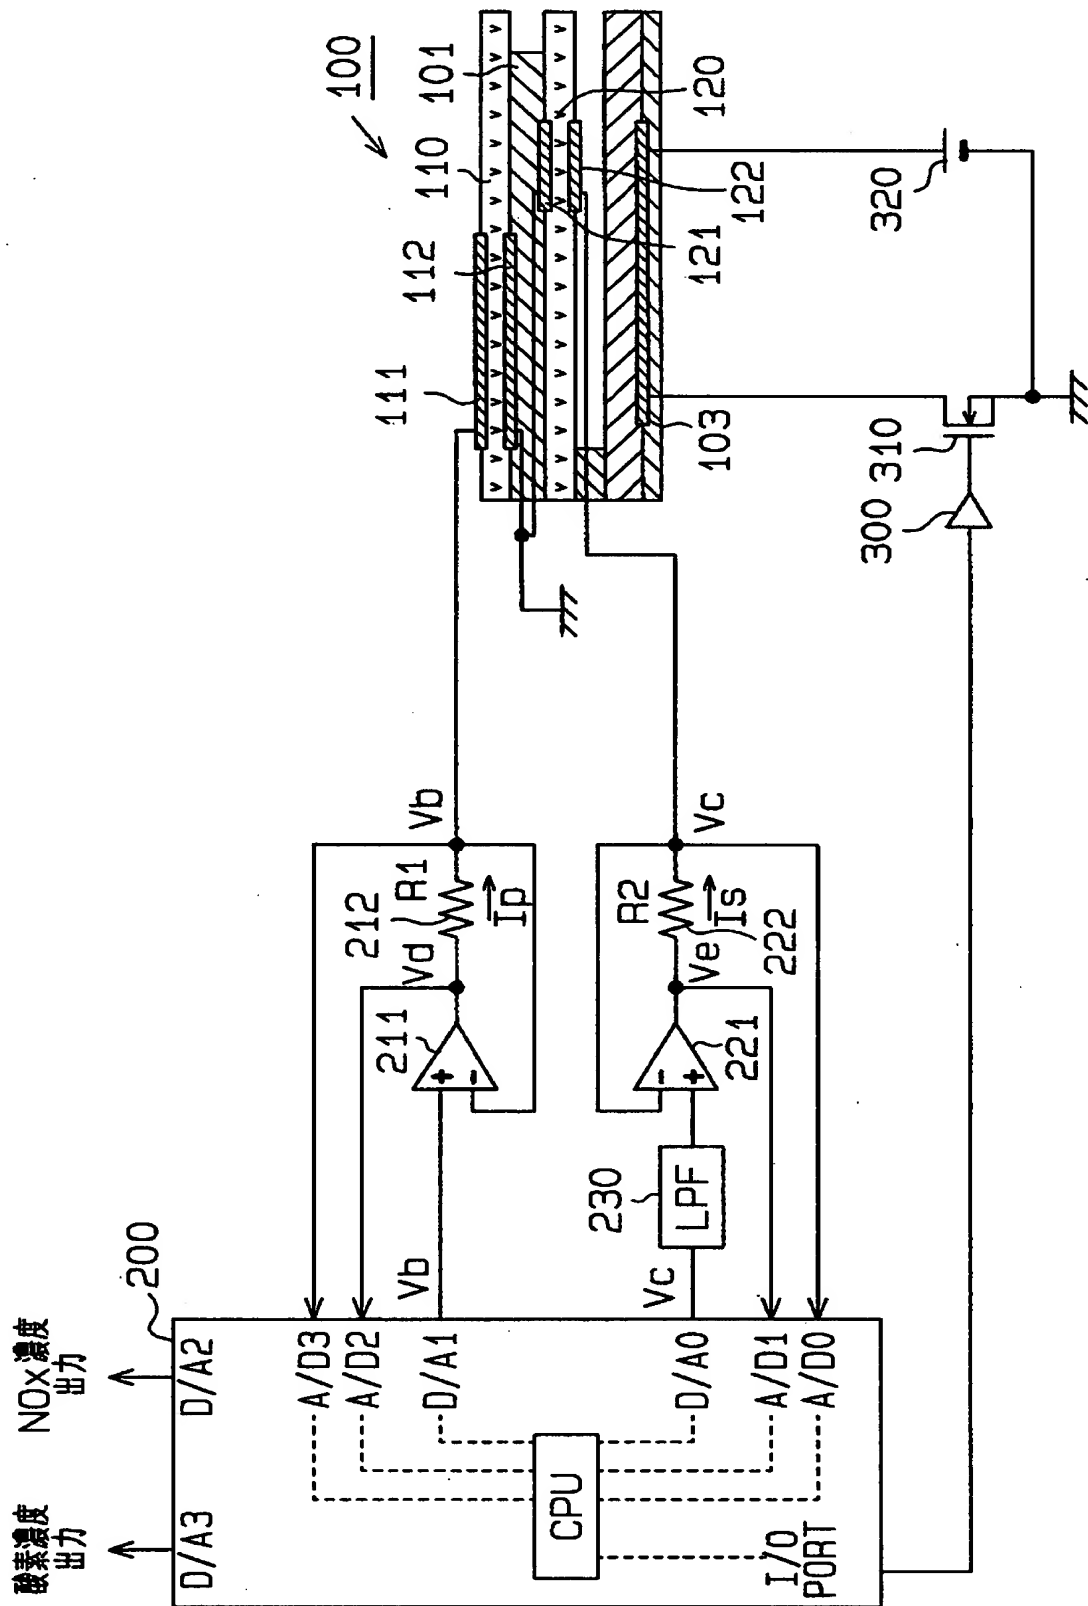 酸素濃度
出力
NOx濃度
出力
D/A3
D/A2
200
A/D3
A/D2
D/A1
D/A0
A/D1
A/D0
CPU
I/O
PORT
Vb
Vc
230
LPF
211
Vd
212
R1
Ip
Vb
221
Ve
222
R2
Is
Vc
100
101
110
111
112
120
121
122
103
300
310
320